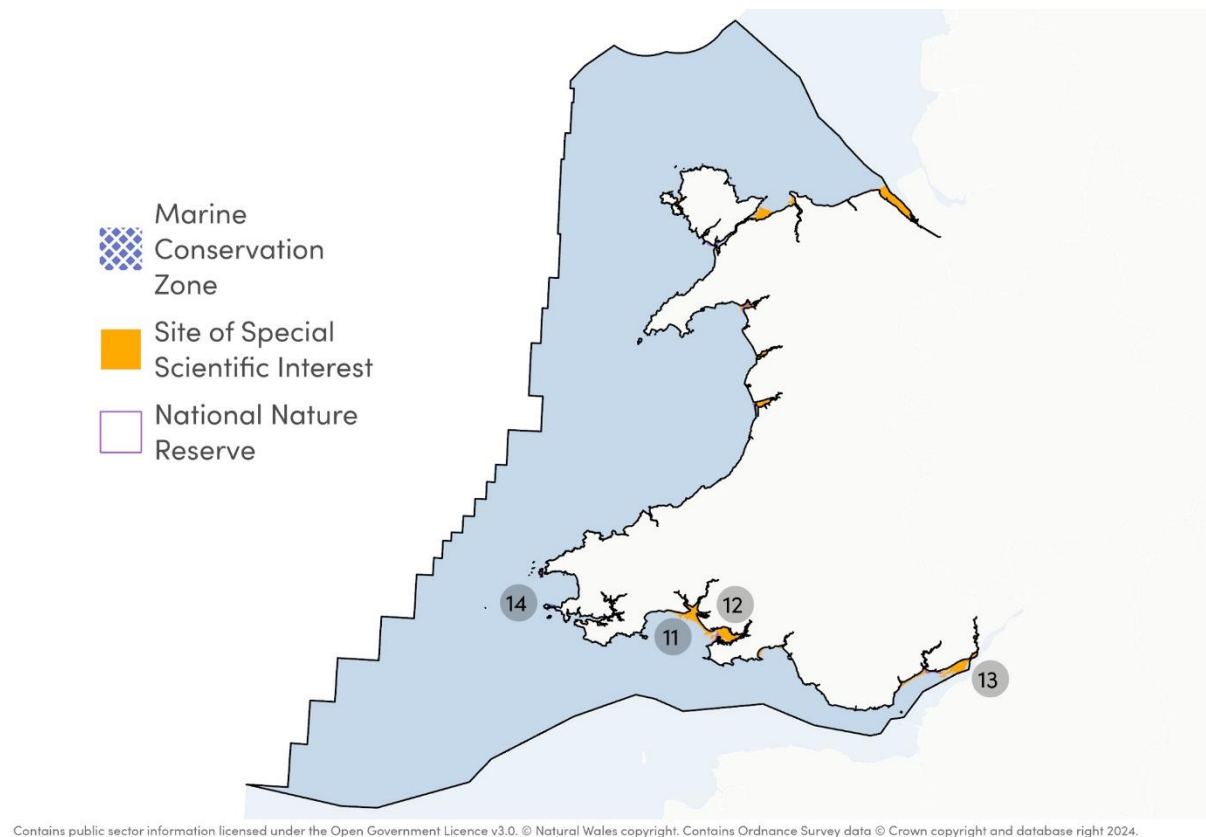 Marine
Conservation
Zone
Site of Special
Scientific Interest
National Nature
Reserve
14
12
11
13
Contains public sector information licensed under the Open Government Licence v3.0. © Natural Wales copyright. Contains Ordnance Survey data © Crown copyright and database right 2024.